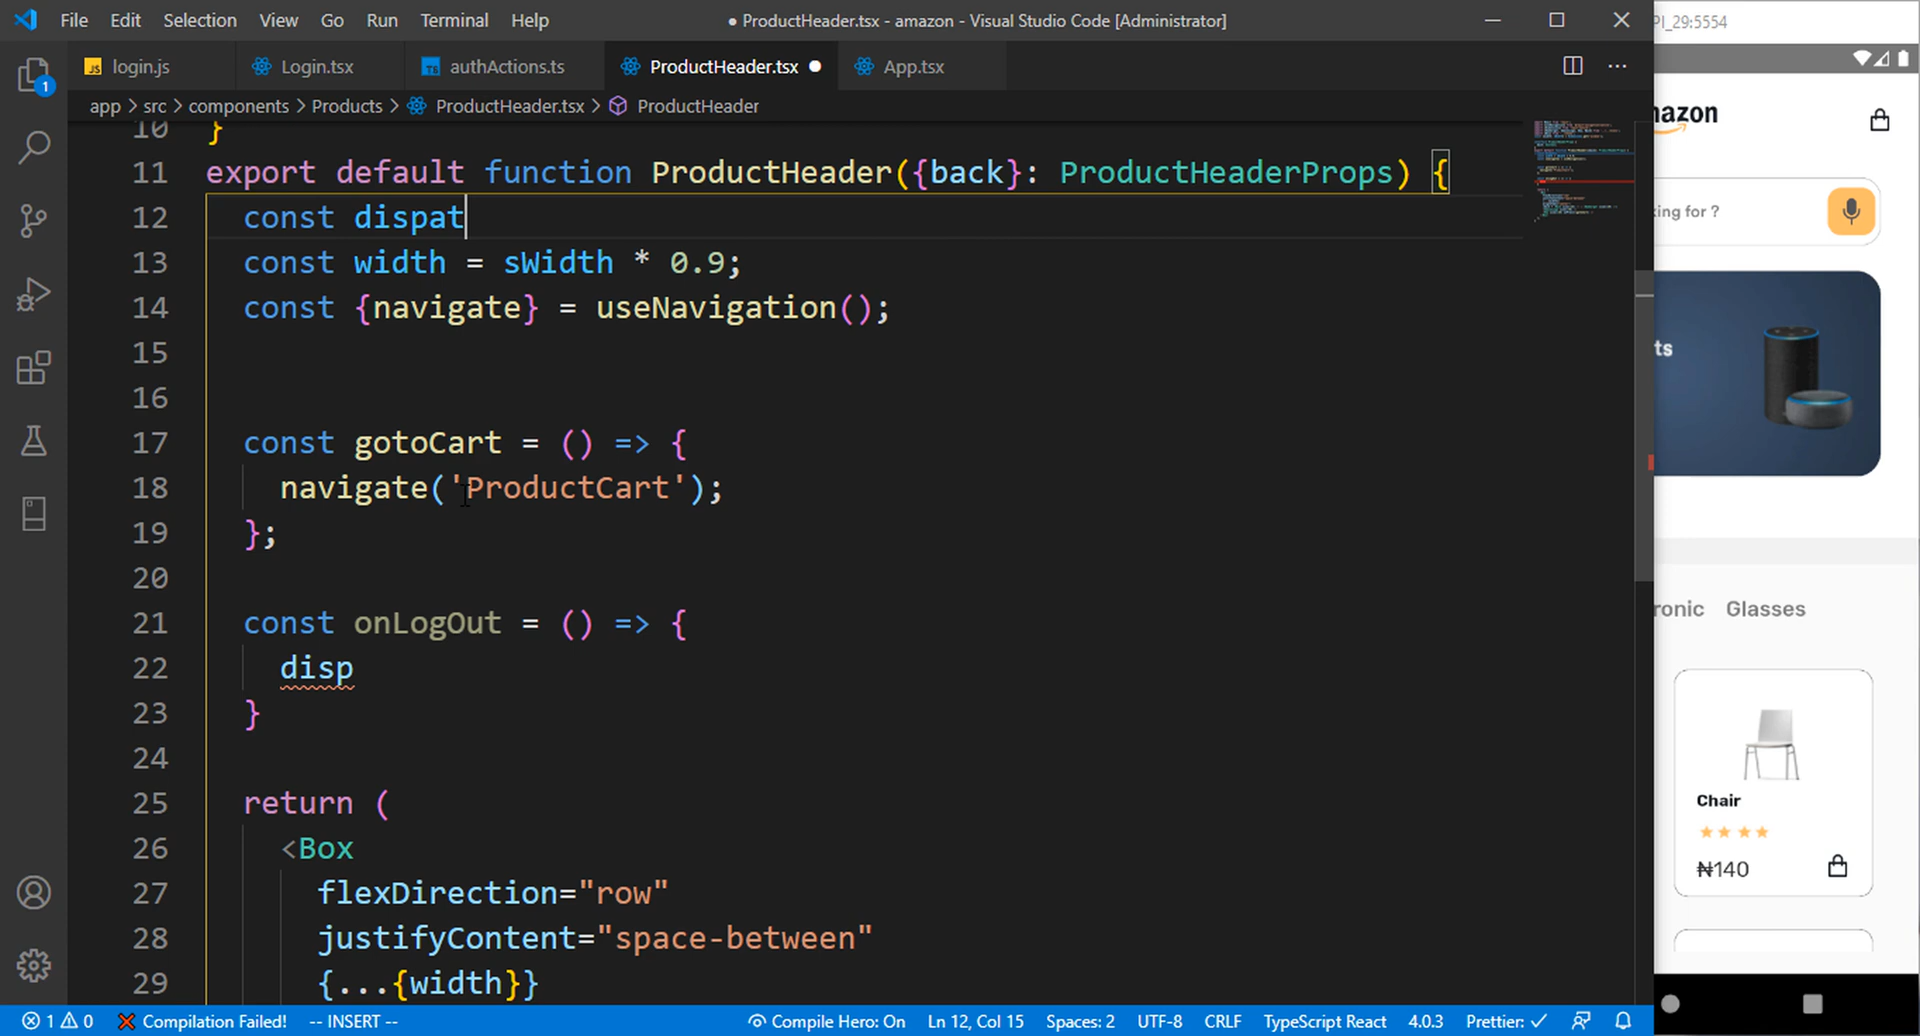 File Edit Selection View Go Run Terminal Help ● ProductHeader.tsx - amazon - Visual Studio Code [Administrator]
PI_29:5554
JS login.js Login.tsx TS authActions.ts ProductHeader.tsx ● App.tsx
app > src > components > Products > ProductHeader.tsx > ProductHeader
1
10 }
11 export default function ProductHeader({back}: ProductHeaderProps) {
12 const dispat
13 const width = sWidth * 0.9;
14 const {navigate} = useNavigation();
15
16
17 const gotoCart = () => {
18 navigate('ProductCart');
19 };
20
21 const onLogOut = () => {
22 disp
23 }
24
25 return (
26 <Box
27 flexDirection="row"
28 justifyContent="space-between"
29 {...{width}}
azon
ing for ?
ts
ronic Glasses
Chair
₦140
1 0 Compilation Failed! -- INSERT -- Compile Hero: On Ln 12, Col 15 Spaces: 2 UTF-8 CRLF TypeScript React 4.0.3 Prettier: ✓